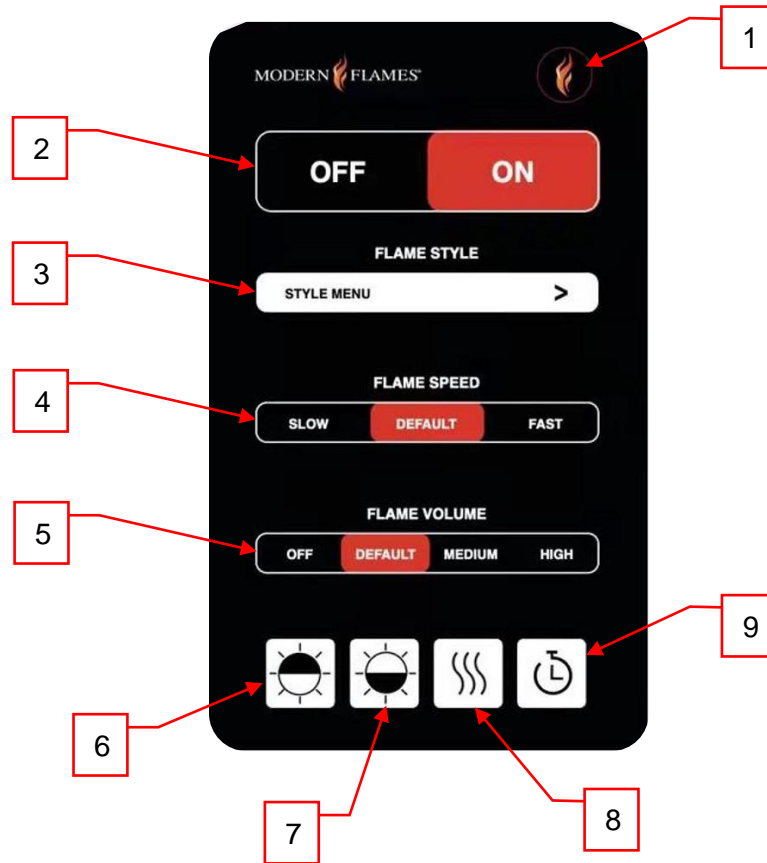 1
MODERN FLAMES®
2
OFF ON
FLAME STYLE
3
STYLE MENU >
FLAME SPEED
4
SLOW DEFAULT FAST
FLAME VOLUME
5
OFF DEFAULT MEDIUM HIGH
9
6
7
8